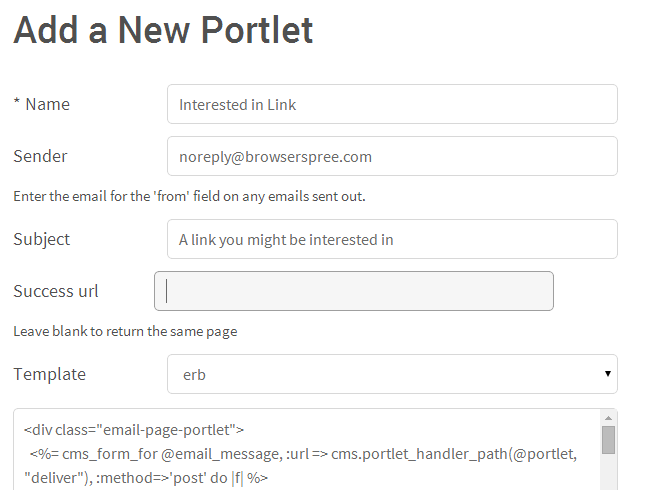 Add a New Portlet
* Name Interested in Link
Sender noreply@browserspree.com
Enter the email for the 'from' field on any emails sent out.
Subject A link you might be interested in
Success url
Leave blank to return the same page
Template erb
<div class="email-page-portlet">
<%= cms_form_for @email_message, :url => cms.portlet_handler_path(@portlet,
"deliver"), :method=>'post' do |f| %>